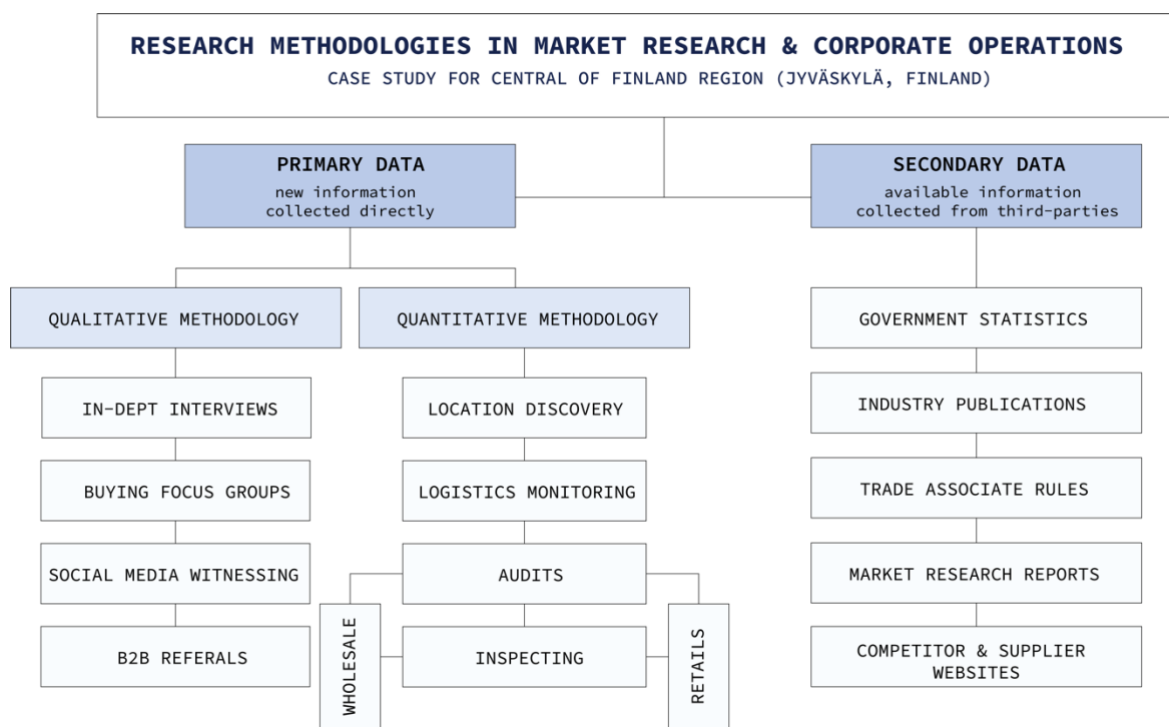 RESEARCH METHODOLOGIES IN MARKET RESEARCH & CORPORATE OPERATIONS
CASE STUDY FOR CENTRAL OF FINLAND REGION (JYVÄSKYLÄ, FINLAND)
PRIMARY DATA
new information
collected directly
SECONDARY DATA
available information
collected from third-parties
QUALITATIVE METHODOLOGY
IN-DEPT INTERVIEWS
BUYING FOCUS GROUPS
SOCIAL MEDIA WITNESSING
B2B REFERALS
QUANTITATIVE METHODOLOGY
LOCATION DISCOVERY
LOGISTICS MONITORING
AUDITS
WHOLESALE
INSPECTING
RETAILS
GOVERNMENT STATISTICS
INDUSTRY PUBLICATIONS
TRADE ASSOCIATE RULES
MARKET RESEARCH REPORTS
COMPETITOR & SUPPLIER
WEBSITES